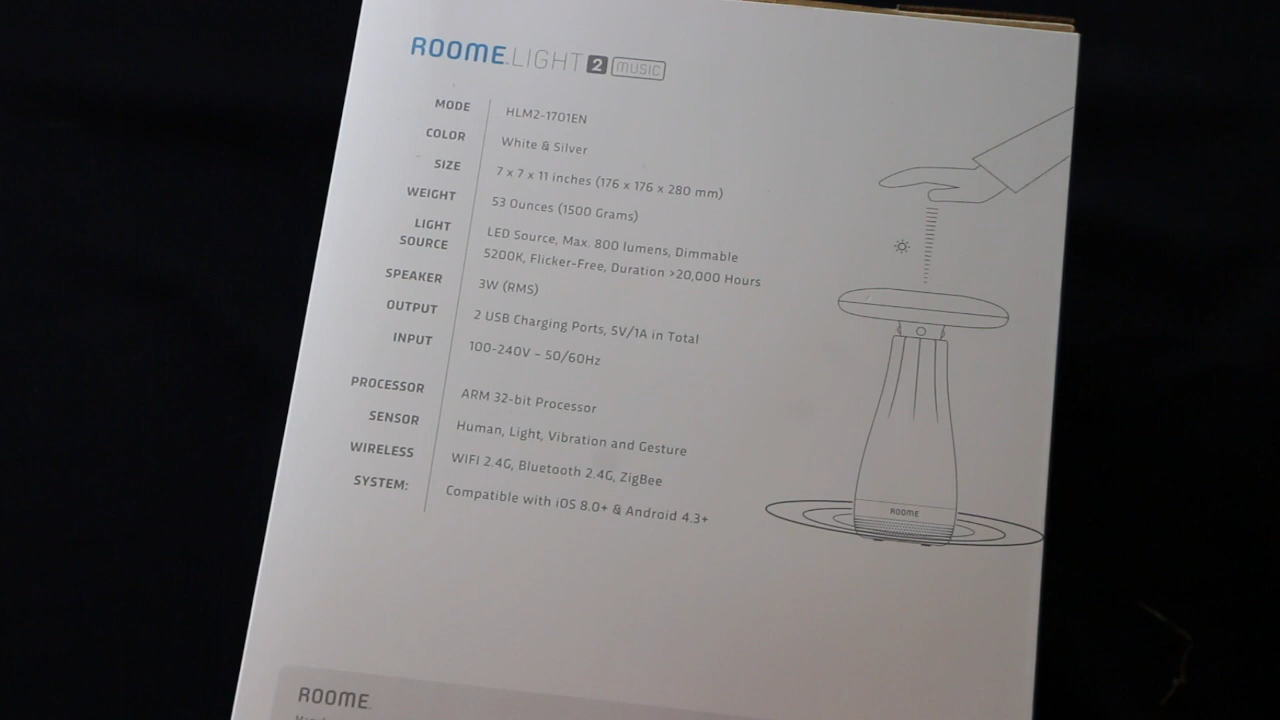 ROOME LIGHT 2 MUSIC
MODE HLM2-1701EN
COLOR White & Silver
SIZE 7 x 7 x 11 inches (176 x 176 x 280 mm)
WEIGHT 53 Ounces (1500 Grams)
LIGHT SOURCE LED Source, Max. 800 lumens, Dimmable
5200K, Flicker-Free, Duration >20,000 Hours
SPEAKER 3W (RMS)
OUTPUT 2 USB Charging Ports, 5V/1A in Total
INPUT 100-240V ~ 50/60Hz
PROCESSOR ARM 32-bit Processor
SENSOR Human, Light, Vibration and Gesture
WIRELESS WIFI 2.4G, Bluetooth 2.4G, ZigBee
SYSTEM: Compatible with iOS 8.0+ & Android 4.3+
ROOME
ROOME